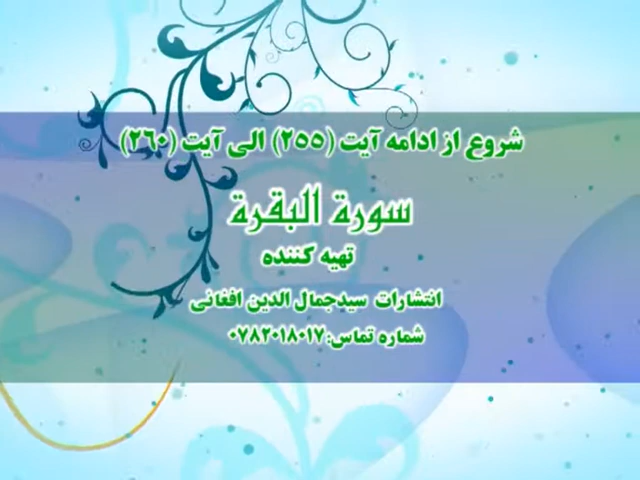 شروع از ادامه آیت (۲۵۵) الی آیت (۲۶۰)
سورة البقرة
تهیه کننده
انتشارات سیدجمال الدین افغانی
شماره تماس:۰۷۸۲۰۱۸۰۱۷